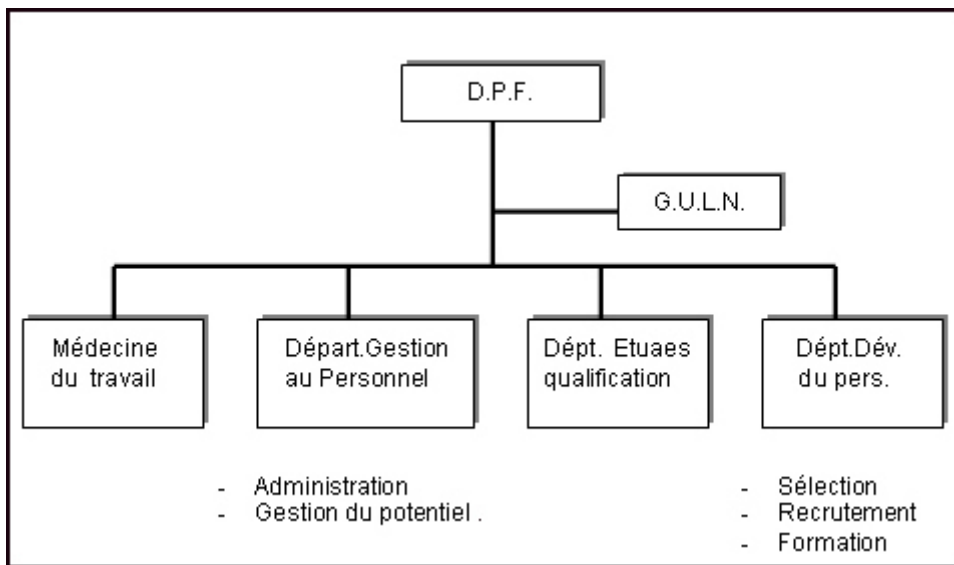 D.P.F.
G.U.L.N.
Médecine
du travail
Départ.Gestion
au Personnel
Dépt. Etuaes
qualification
Dépt.Dév.
du pers.
- Administration
- Gestion du potentiel .
- Sélection
- Recrutement
- Formation